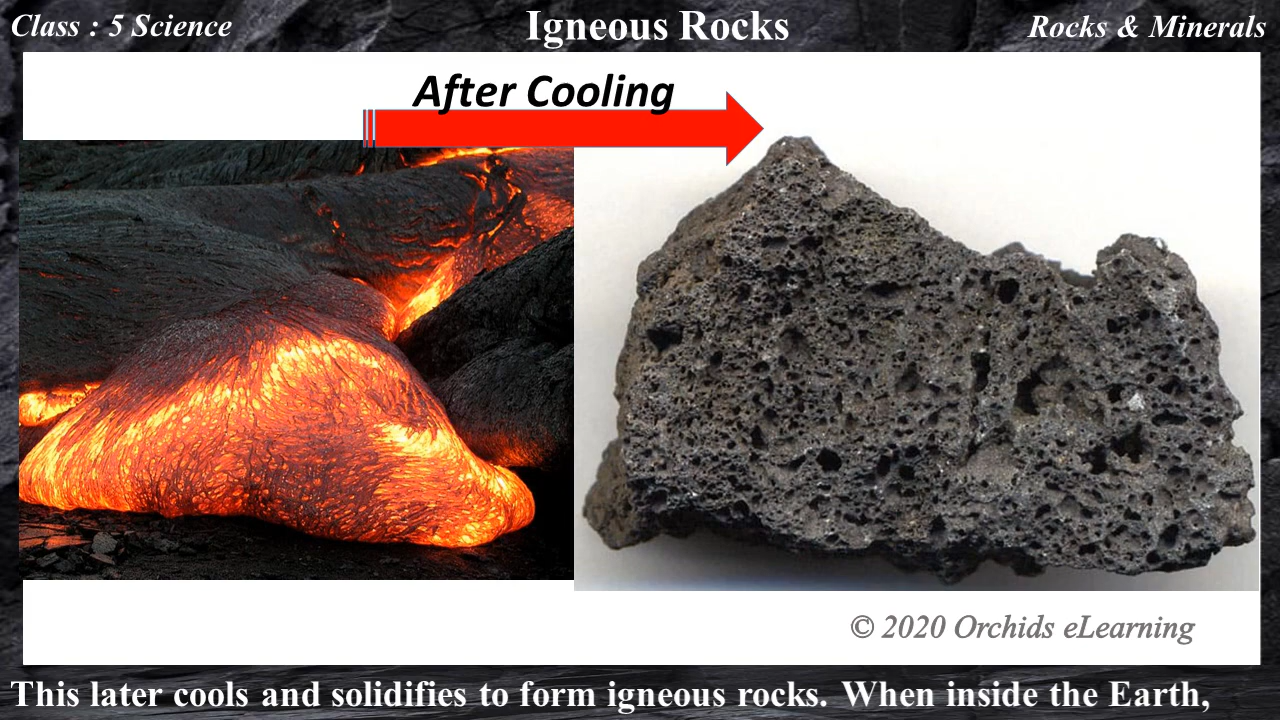 Class : 5 Science
Igneous Rocks
Rocks & Minerals
After Cooling
© 2020 Orchids eLearning
This later cools and solidifies to form igneous rocks. When inside the Earth,